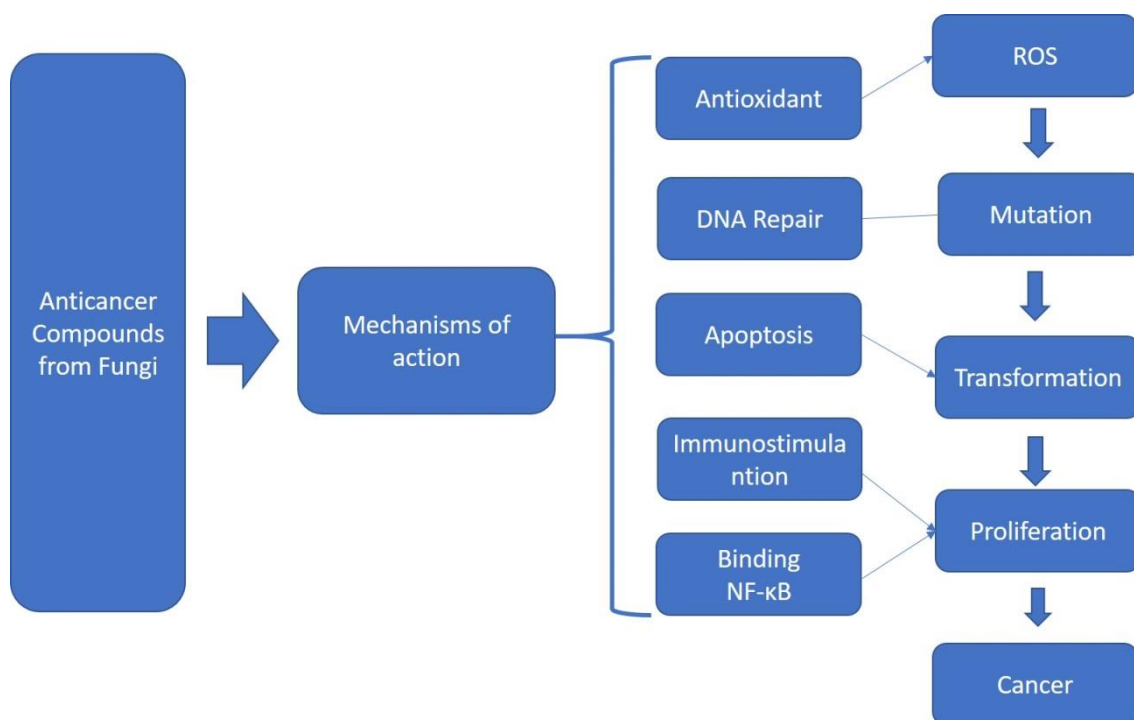 Anticancer
Compounds
from Fungi
Mechanisms of
action
Antioxidant
DNA Repair
Apoptosis
Immunostimula
ntion
Binding
NF-κB
ROS
Mutation
Transformation
Proliferation
Cancer